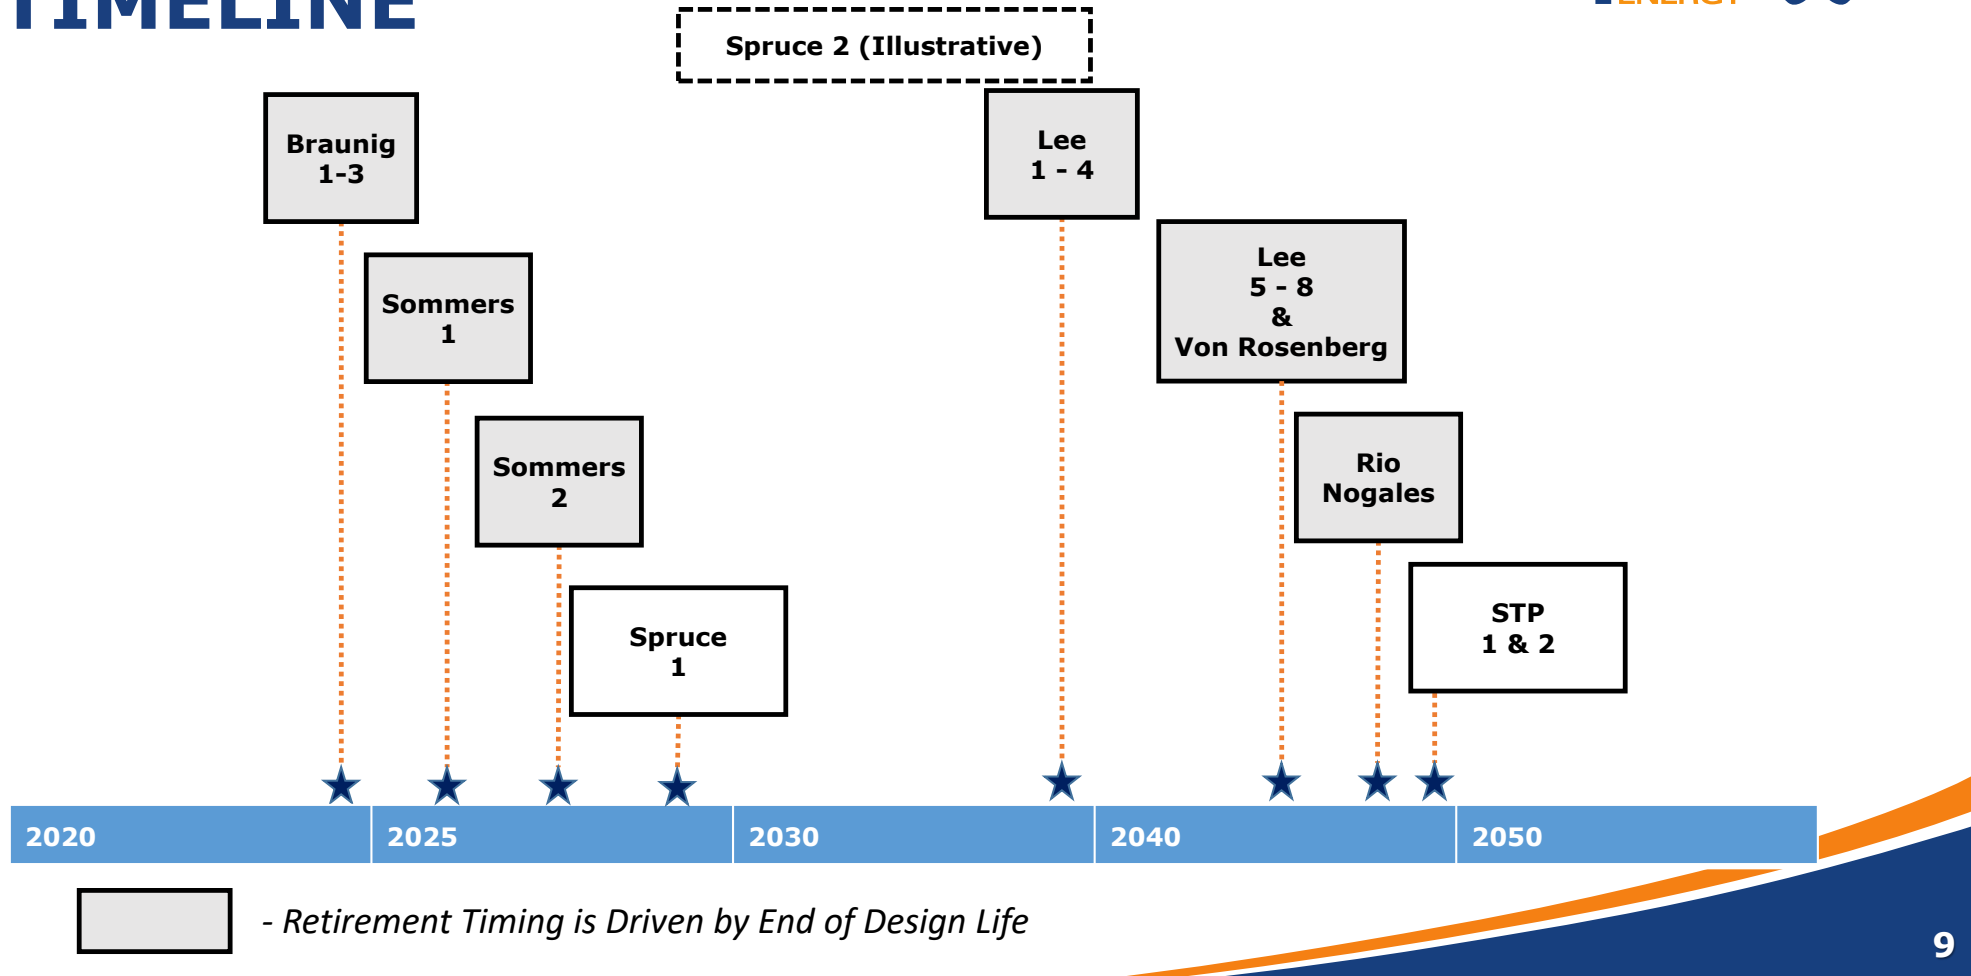 TIMELINE
ENERGY
Spruce 2 (Illustrative)
Braunig
1-3
Lee
1 - 4
Sommers
1
Lee
5 - 8
&
Von Rosenberg
Sommers
2
Rio
Nogales
Spruce
1
STP
1 & 2
2020 2025 2030 2040 2050
- Retirement Timing is Driven by End of Design Life
9